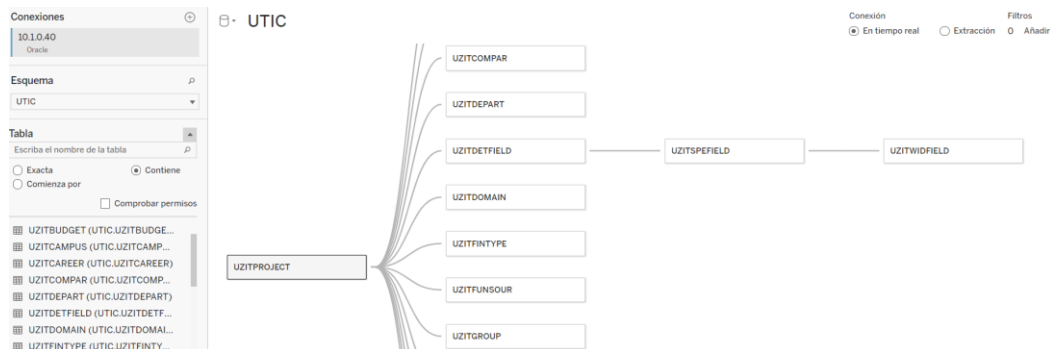 Conexiones
10.1.0.40
Oracle
Esquema
UTIC
Tabla
Escriba el nombre de la tabla
Exacta
Contiene
Comienza por
Comprobar permisos
UZITBUDGET (UTIC.UZITBUDGE...
UZITCAMPUS (UTIC.UZITCAMP...
UZITCAREER (UTIC.UZITCAREER)
UZITCOMPAR (UTIC.UZITCOMP...
UZITDEPART (UTIC.UZITDEPART)
UZITDETFIELD (UTIC.UZITDETF...
UZITDOMAIN (UTIC.UZITDOMAI...
UZITFINTYPE (UTIC.UZITFINTY...
UTIC
Conexión
En tiempo real
Extracción
Filtros
0 Añadir
UZITCOMPAR
UZITDEPART
UZITDETFIELD
UZITSPEFIELD
UZITWIDFIELD
UZITDOMAIN
UZITFINTYPE
UZITPROJECT
UZITFUNSOUR
UZITGROUP